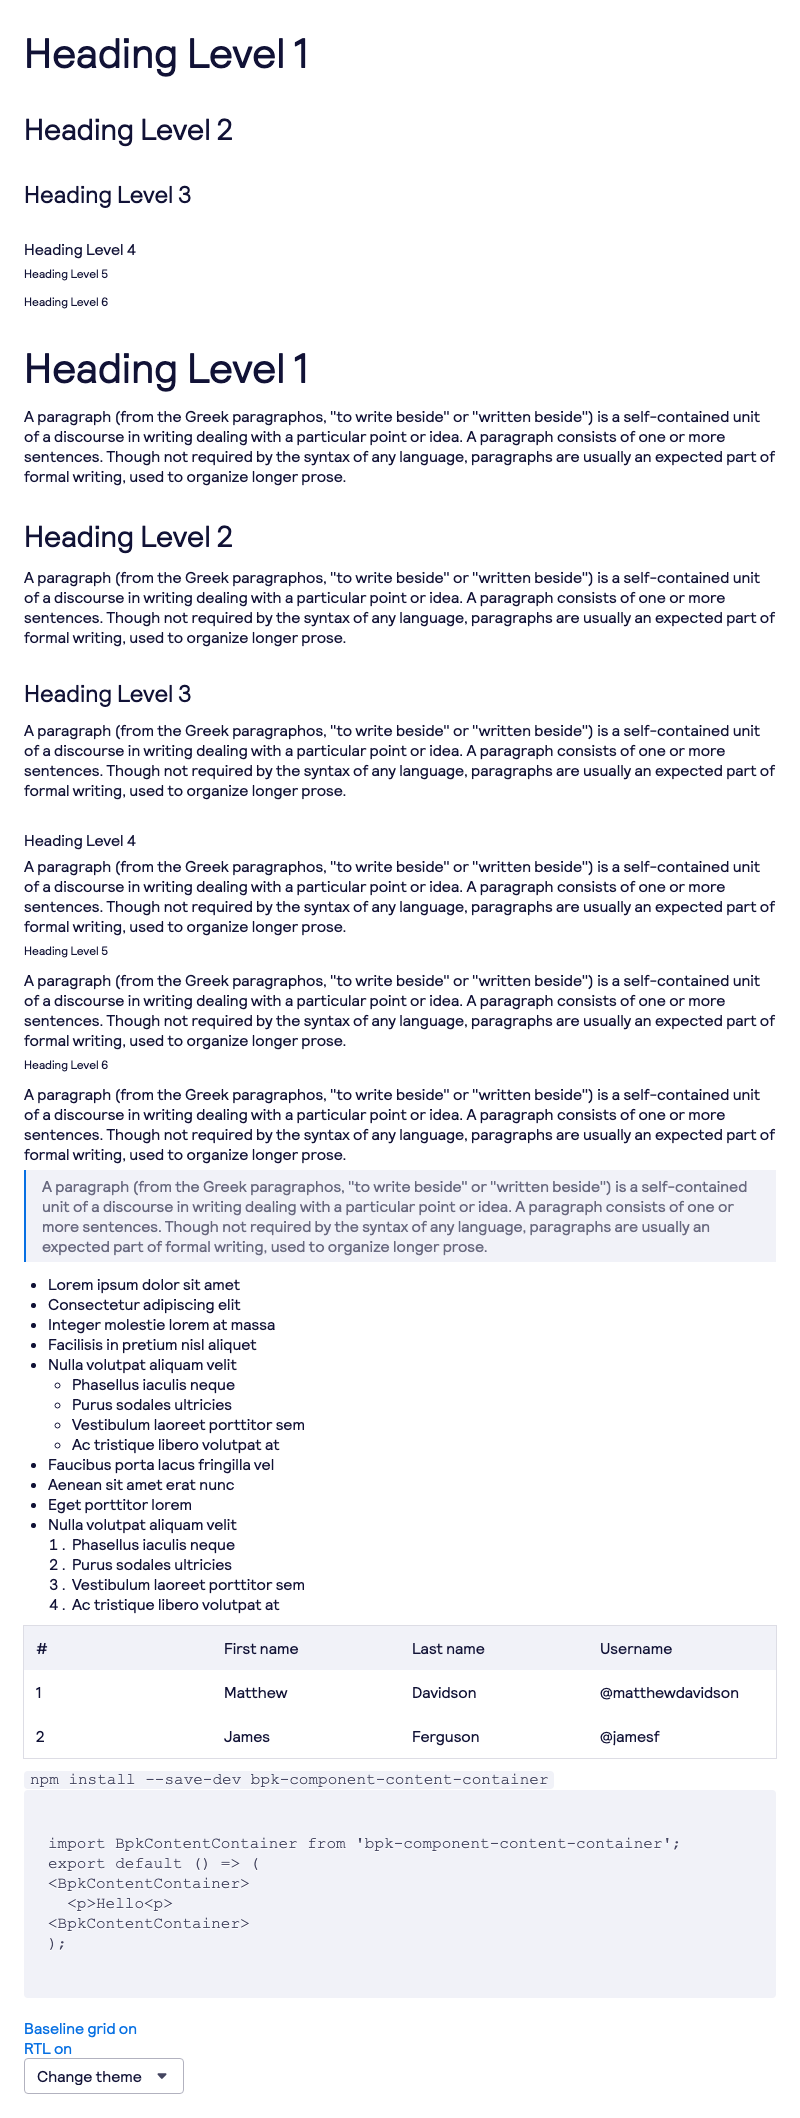 Heading Level 1
Heading Level 2
Heading Level 3
Heading Level 4
Heading Level 5
Heading Level 6
Heading Level 1
A paragraph (from the Greek paragraphos, "to write beside" or "written beside") is a self-contained unit
of a discourse in writing dealing with a particular point or idea. A paragraph consists of one or more
sentences. Though not required by the syntax of any language, paragraphs are usually an expected part of
formal writing, used to organize longer prose.
Heading Level 2
A paragraph (from the Greek paragraphos, "to write beside" or "written beside") is a self-contained unit
of a discourse in writing dealing with a particular point or idea. A paragraph consists of one or more
sentences. Though not required by the syntax of any language, paragraphs are usually an expected part of
formal writing, used to organize longer prose.
Heading Level 3
A paragraph (from the Greek paragraphos, "to write beside" or "written beside") is a self-contained unit
of a discourse in writing dealing with a particular point or idea. A paragraph consists of one or more
sentences. Though not required by the syntax of any language, paragraphs are usually an expected part of
formal writing, used to organize longer prose.
Heading Level 4
A paragraph (from the Greek paragraphos, "to write beside" or "written beside") is a self-contained unit
of a discourse in writing dealing with a particular point or idea. A paragraph consists of one or more
sentences. Though not required by the syntax of any language, paragraphs are usually an expected part of
formal writing, used to organize longer prose.
Heading Level 5
A paragraph (from the Greek paragraphos, "to write beside" or "written beside") is a self-contained unit
of a discourse in writing dealing with a particular point or idea. A paragraph consists of one or more
sentences. Though not required by the syntax of any language, paragraphs are usually an expected part of
formal writing, used to organize longer prose.
Heading Level 6
A paragraph (from the Greek paragraphos, "to write beside" or "written beside") is a self-contained unit
of a discourse in writing dealing with a particular point or idea. A paragraph consists of one or more
sentences. Though not required by the syntax of any language, paragraphs are usually an expected part of
formal writing, used to organize longer prose.
A paragraph (from the Greek paragraphos, "to write beside" or "written beside") is a self-contained
unit of a discourse in writing dealing with a particular point or idea. A paragraph consists of one or
more sentences. Though not required by the syntax of any language, paragraphs are usually an
expected part of formal writing, used to organize longer prose.
• Lorem ipsum dolor sit amet
• Consectetur adipiscing elit
• Integer molestie lorem at massa
• Facilisis in pretium nisl aliquet
• Nulla volutpat aliquam velit
◦ Phasellus iaculis neque
◦ Purus sodales ultricies
◦ Vestibulum laoreet porttitor sem
◦ Ac tristique libero volutpat at
• Faucibus porta lacus fringilla vel
• Aenean sit amet erat nunc
• Eget porttitor lorem
• Nulla volutpat aliquam velit
1. Phasellus iaculis neque
2. Purus sodales ultricies
3. Vestibulum laoreet porttitor sem
4. Ac tristique libero volutpat at
# First name Last name Username
1 Matthew Davidson @matthewdavidson
2 James Ferguson @jamesf
npm install --save-dev bpk-component-content-container
import BpkContentContainer from 'bpk-component-content-container';
export default () => (
<BpkContentContainer>
  <p>Hello<p>
<BpkContentContainer>
);
Baseline grid on
RTL on
Change theme